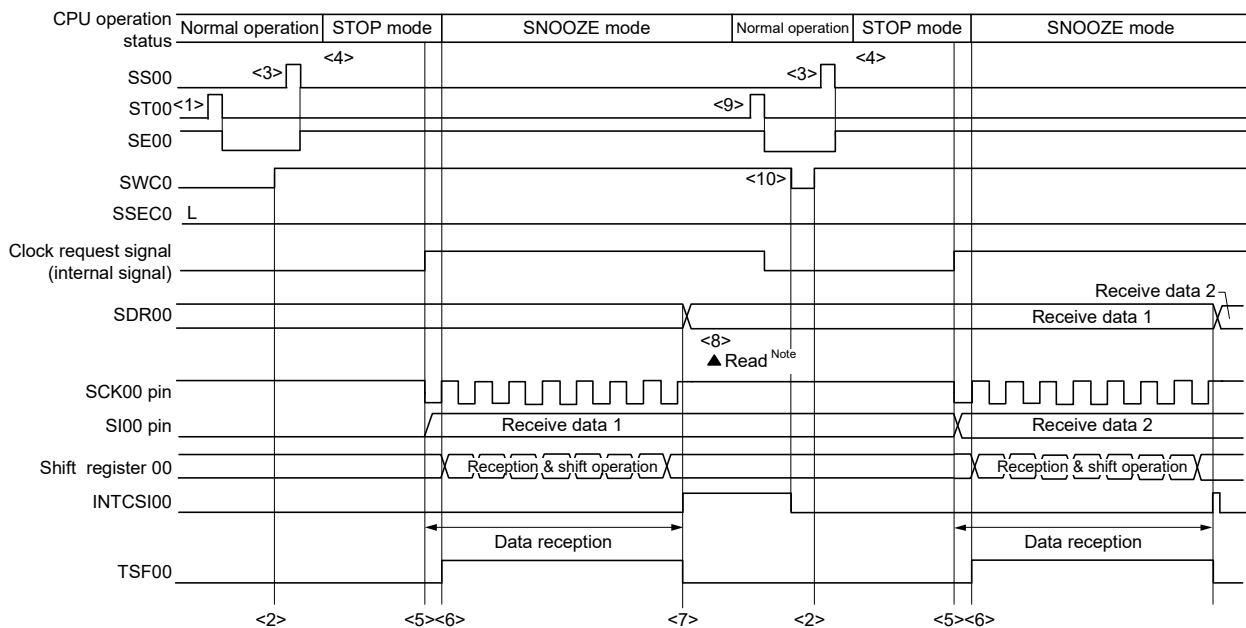 CPU operation
status
Normal operation
STOP mode
SNOOZE mode
Normal operation
STOP mode
SNOOZE mode
<3>
<4>
<3>
<4>
SS00
ST00
<1>
<9>
SE00
SWC0
<10>
SSEC0
L
Clock request signal
(internal signal)
Receive data 2
SDR00
Receive data 1
<8>
▲ Read Note
SCK00 pin
SI00 pin
Receive data 1
Receive data 2
Shift register 00
Reception & shift operation
Reception & shift operation
INTCSI00
Data reception
Data reception
TSF00
<2>
<5><6>
<7>
<2>
<5><6>